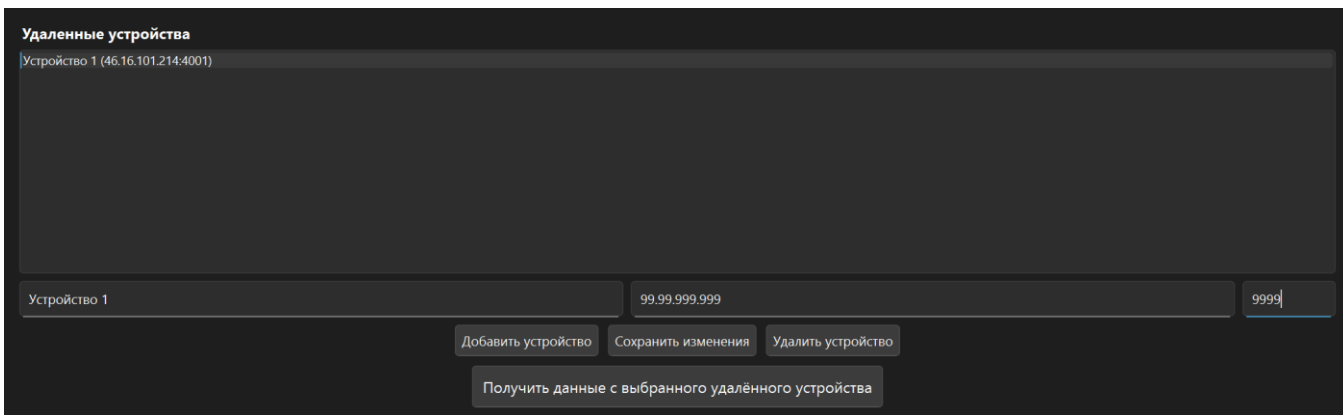 Удаленные устройства
Устройство 1 (46.16.101.214:4001)
Устройство 1 99.99.999.999 9999
Добавить устройство Сохранить изменения Удалить устройство
Получить данные с выбранного удалённого устройства